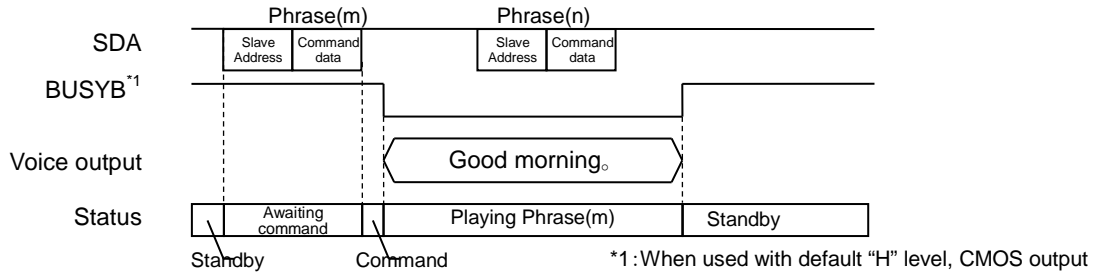 Phrase(m) Phrase(n)
SDA
Slave Address
Command data
Slave Address
Command data
BUSYB*1
Voice output
Good morning。
Status
Awaiting command
Playing Phrase(m)
Standby
Standby
Command
*1:When used with default “H” level, CMOS output